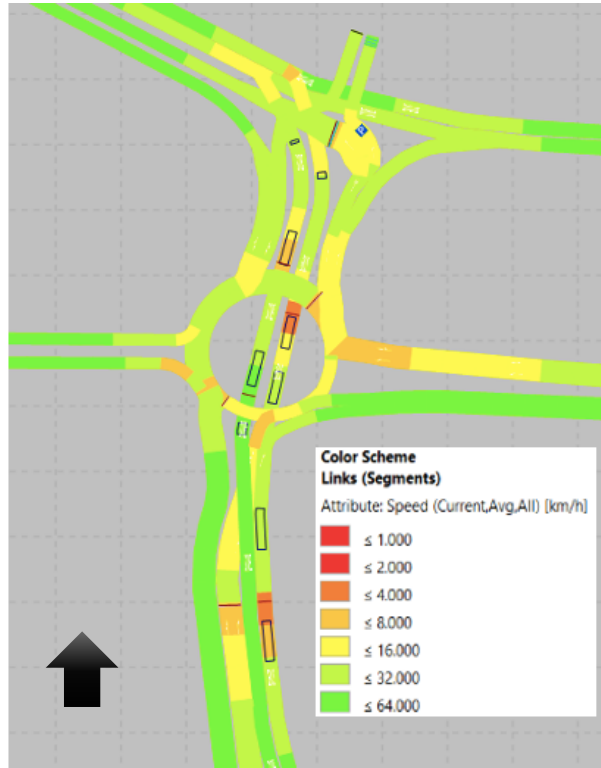 Color Scheme
Links (Segments)
Attribute: Speed (Current,Avg,All) [km/h]
≤ 1.000
≤ 2.000
≤ 4.000
≤ 8.000
≤ 16.000
≤ 32.000
≤ 64.000